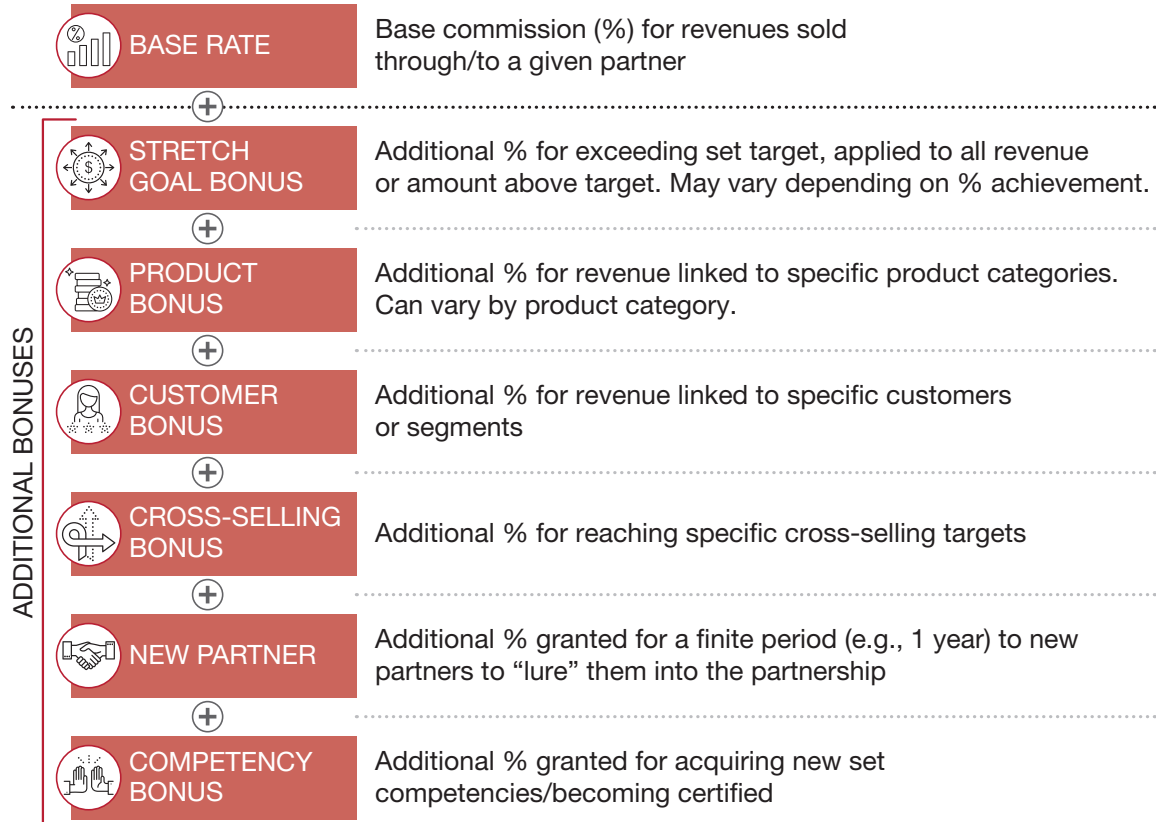 BASE RATE
Base commission (%) for revenues sold
through/to a given partner
ADDITIONAL BONUSES
STRETCH
GOAL BONUS
Additional % for exceeding set target, applied to all revenue
or amount above target. May vary depending on % achievement.
PRODUCT
BONUS
Additional % for revenue linked to specific product categories.
Can vary by product category.
CUSTOMER
BONUS
Additional % for revenue linked to specific customers
or segments
CROSS-SELLING
BONUS
Additional % for reaching specific cross-selling targets
NEW PARTNER
Additional % granted for a finite period (e.g., 1 year) to new
partners to “lure” them into the partnership
COMPETENCY
BONUS
Additional % granted for acquiring new set
competencies/becoming certified